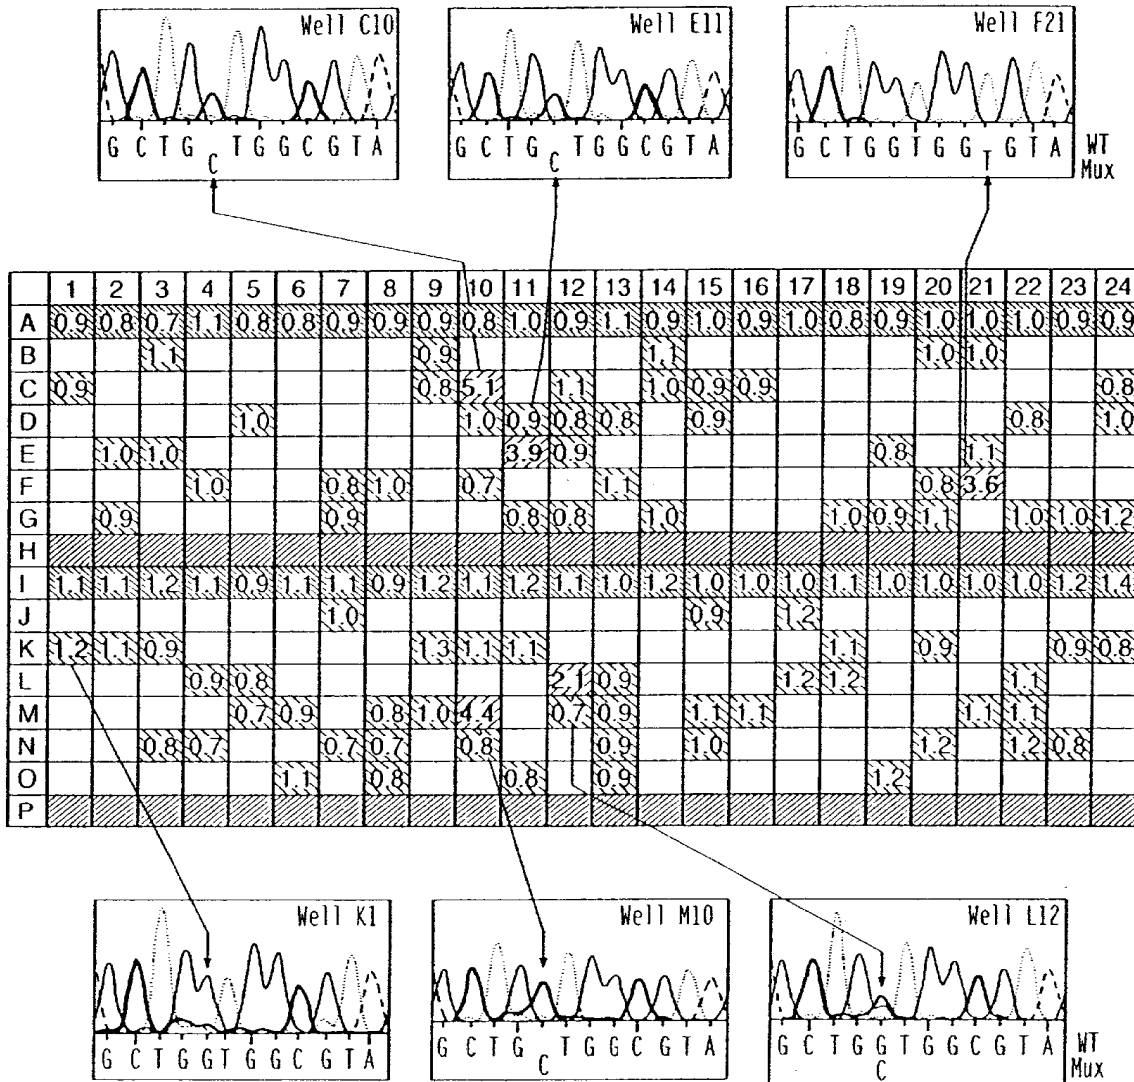 Well C10 Well E11 Well F21
G C T G T G G C G T A G C T G T G G C G T A G C T G G T G G G T A WT
C C T Mux
1 2 3 4 5 6 7 8 9 10 11 12 13 14 15 16 17 18 19 20 21 22 23 24
A 0.9 0.8 0.7 1.1 0.8 0.8 0.9 0.9 0.9 0.8 1.0 0.9 1.1 0.9 1.0 0.9 1.0 0.8 0.9 1.0 1.0 1.0 0.9 0.9
B 1.1 0.9 1.1 1.0 1.0
C 0.9 0.8 5.1 1.1 1.0 0.9 0.9 0.8
D 1.0 1.0 0.9 0.8 0.8 0.9 0.8 1.0
E 1.0 1.0 3.9 0.9 0.8 1.1
F 1.0 0.8 1.0 0.7 1.1 0.8 3.6
G 0.9 0.9 0.8 0.8 1.0 1.0 0.9 1.1 1.0 1.0 1.2
H
I 1.1 1.1 1.2 1.1 0.9 1.1 1.1 0.9 1.2 1.1 1.2 1.1 1.0 1.2 1.0 1.0 1.0 1.1 1.0 1.0 1.0 1.0 1.2 1.4
J 1.0 0.9 1.2
K 1.2 1.1 0.9 1.3 1.1 1.1 1.1 0.9 0.9 0.8
L 0.9 0.8 2.1 0.9 1.2 1.2 1.1
M 0.7 0.9 0.8 1.0 4.4 0.7 0.9 1.1 1.1 1.1 1.1
N 0.8 0.7 0.7 0.7 0.8 0.9 1.0 1.2 1.2 0.8
O 1.1 0.8 0.8 0.9 1.2
P
Well K1 Well M10 Well L12
G C T G G T G G C G T A G C T G T G G C G T A G C T G G T G G C G T A WT
C C Mux